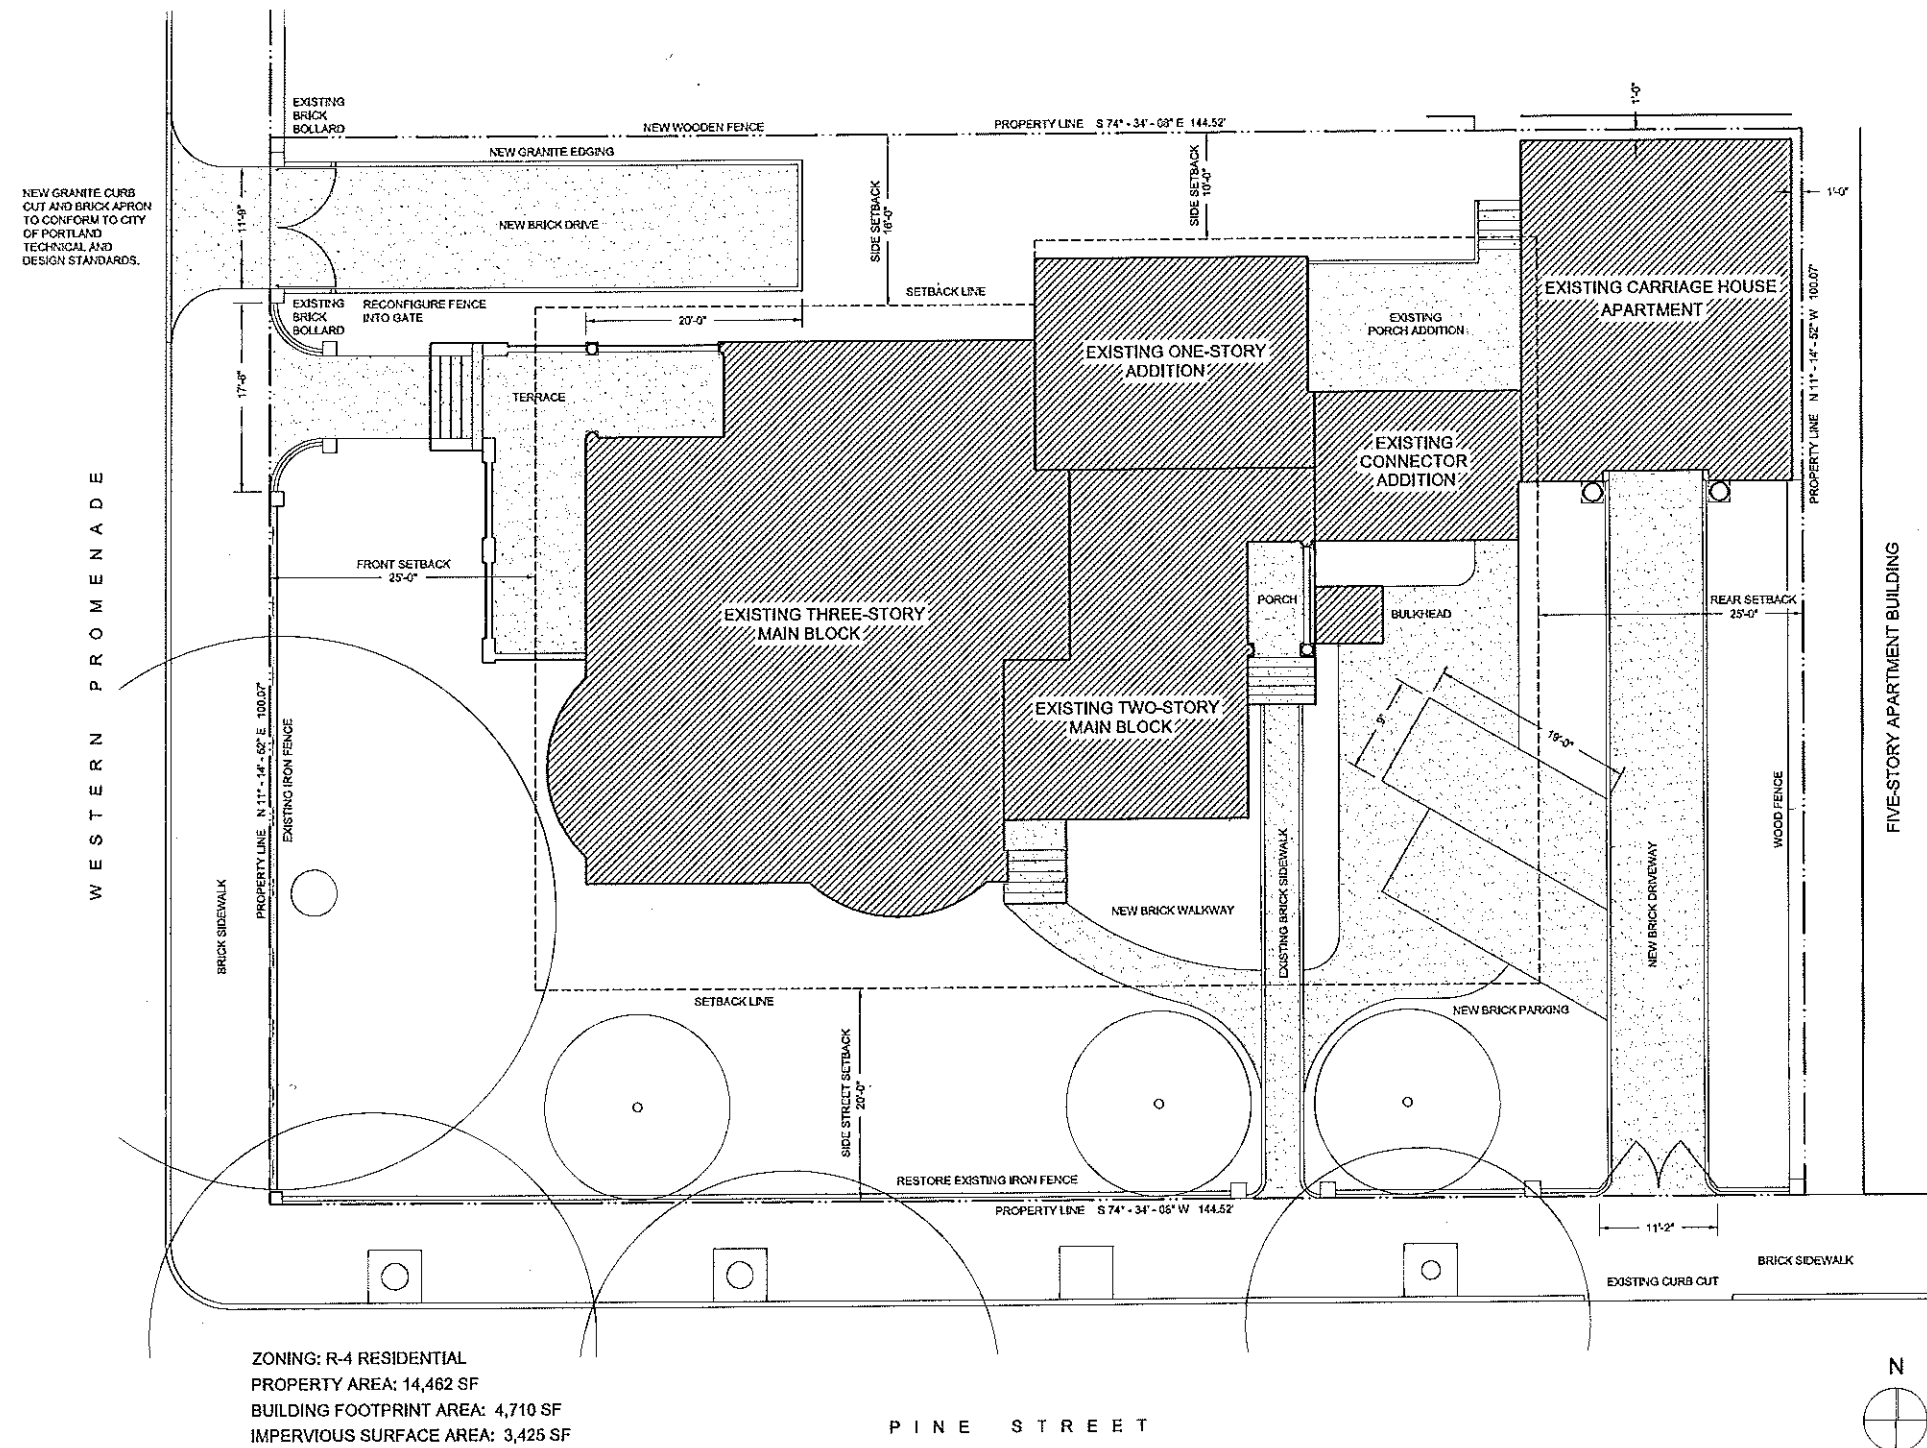 EXISTING
BRICK
BOLLARD
NEW WOODEN FENCE
PROPERTY LINE S 74° - 34' - 08" E 144.52'
1'-0"
NEW GRANITE EDGING
NEW GRANITE CURB
CUT AND BRICK APRON
TO CONFORM TO CITY
OF PORTLAND
TECHNICAL AND
DESIGN STANDARDS.
11'-9"
NEW BRICK DRIVE
SIDE SETBACK
16'-0"
SIDE SETBACK
10'-0"
1'-0"
SETBACK LINE
EXISTING
BRICK
BOLLARD
RECONFIGURE FENCE
INTO GATE
20'-0"
EXISTING
PORCH ADDITION
EXISTING CARRIAGE HOUSE
APARTMENT
PROPERTY LINE N 11° - 14' - 52" W 100.07'
EXISTING ONE-STORY
ADDITION
17'-6"
TERRACE
EXISTING
CONNECTOR
ADDITION
WESTERN PROMENADE
FRONT SETBACK
25'-0"
EXISTING THREE-STORY
MAIN BLOCK
PORCH
BULKHEAD
REAR SETBACK
25'-0"
FIVE-STORY APARTMENT BUILDING
EXISTING TWO-STORY
MAIN BLOCK
9'
19'-0"
PROPERTY LINE N 11° - 14' - 52" E 100.07'
EXISTING IRON FENCE
BRICK SIDEWALK
WOOD FENCE
NEW BRICK WALKWAY
EXISTING BRICK SIDEWALK
NEW BRICK DRIVEWAY
SETBACK LINE
NEW BRICK PARKING
SIDE STREET SETBACK
20'-0"
RESTORE EXISTING IRON FENCE
PROPERTY LINE S 74° - 34' - 08" W 144.52'
11'-2"
BRICK SIDEWALK
EXISTING CURB CUT
ZONING: R-4 RESIDENTIAL
PROPERTY AREA: 14,462 SF
BUILDING FOOTPRINT AREA: 4,710 SF
IMPERVIOUS SURFACE AREA: 3,425 SF
PINE STREET
N